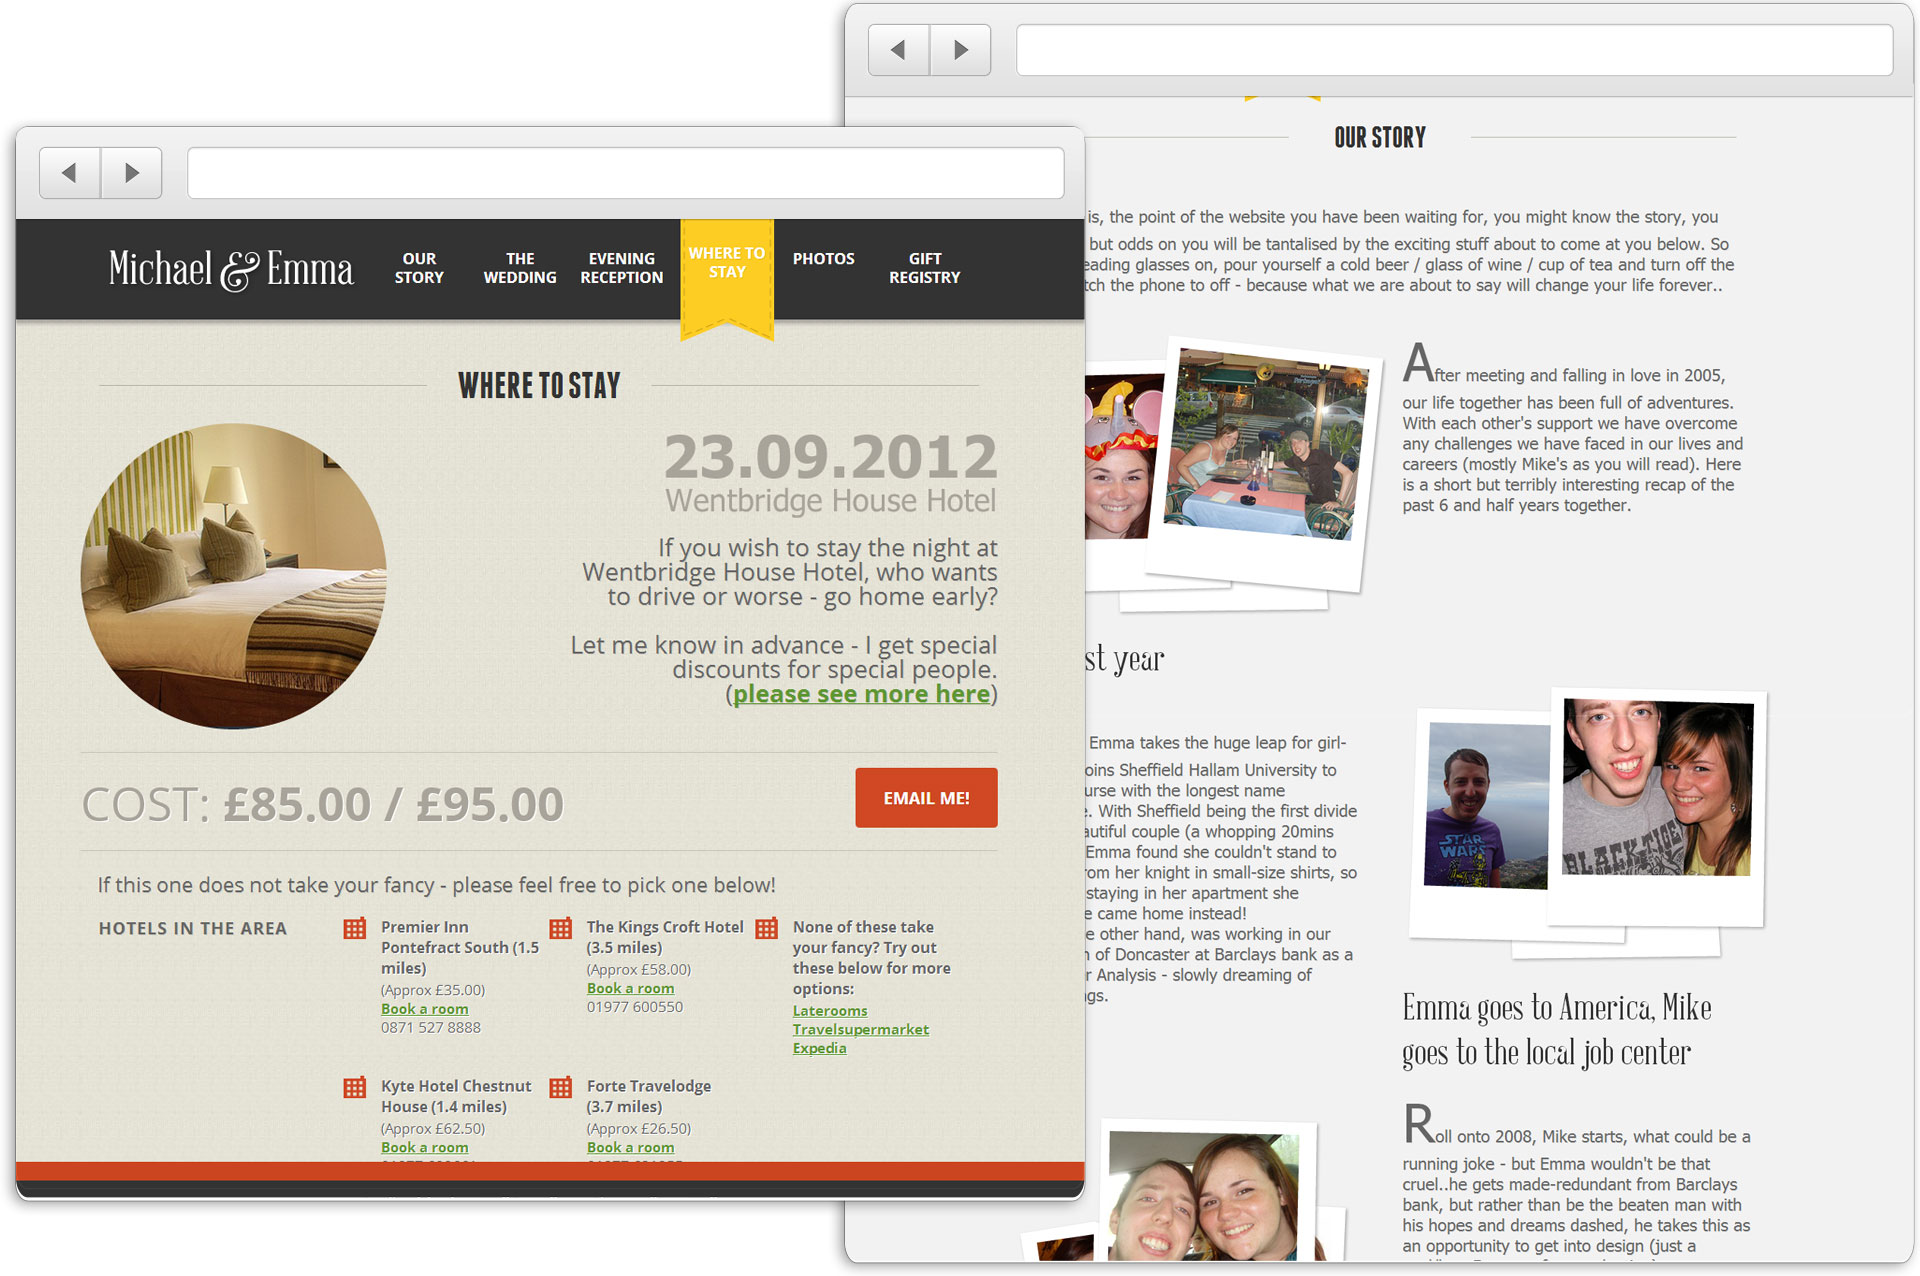 Michael & Emma
OUR
STORY
THE
WEDDING
EVENING
RECEPTION
WHERE TO
STAY
PHOTOS
GIFT
REGISTRY
WHERE TO STAY
23.09.2012
Wentbridge House Hotel
If you wish to stay the night at
Wentbridge House Hotel, who wants
to drive or worse - go home early?
Let me know in advance - I get special
discounts for special people.
(please see more here)
COST: £85.00 / £95.00
EMAIL ME!
If this one does not take your fancy - please feel free to pick one below!
HOTELS IN THE AREA
Premier Inn
Pontefract South (1.5
miles)
(Approx £35.00)
Book a room
0871 527 8888
The Kings Croft Hotel
(3.5 miles)
(Approx £58.00)
Book a room
01977 600550
None of these take
your fancy? Try out
these below for more
options:
Laterooms
Travelsupermarket
Expedia
Kyte Hotel Chestnut
House (1.4 miles)
(Approx £62.50)
Book a room
Forte Travelodge
(3.7 miles)
(Approx £26.50)
Book a room
OUR STORY
is, the point of the website you have been waiting for, you might know the story, you
but odds on you will be tantalised by the exciting stuff about to come at you below. So
eading glasses on, pour yourself a cold beer / glass of wine / cup of tea and turn off the
tch the phone to off - because what we are about to say will change your life forever..
After meeting and falling in love in 2005,
our life together has been full of adventures.
With each other's support we have overcome
any challenges we have faced in our lives and
careers (mostly Mike's as you will read). Here
is a short but terribly interesting recap of the
past 6 and half years together.
st year
Emma takes the huge leap for girl-
oins Sheffield Hallam University to
urse with the longest name
. With Sheffield being the first divide
autiful couple (a whopping 20mins
Emma found she couldn't stand to
rom her knight in small-size shirts, so
staying in her apartment she
e came home instead!
e other hand, was working in our
n of Doncaster at Barclays bank as a
r Analysis - slowly dreaming of
gs.
STAR
WARS
BLACK TIGE
Emma goes to America, Mike
goes to the local job center
Roll onto 2008, Mike starts, what could be a
running joke - but Emma wouldn't be that
cruel..he gets made-redundant from Barclays
bank, but rather than be the beaten man with
his hopes and dreams dashed, he takes this as
an opportunity to get into design (just a